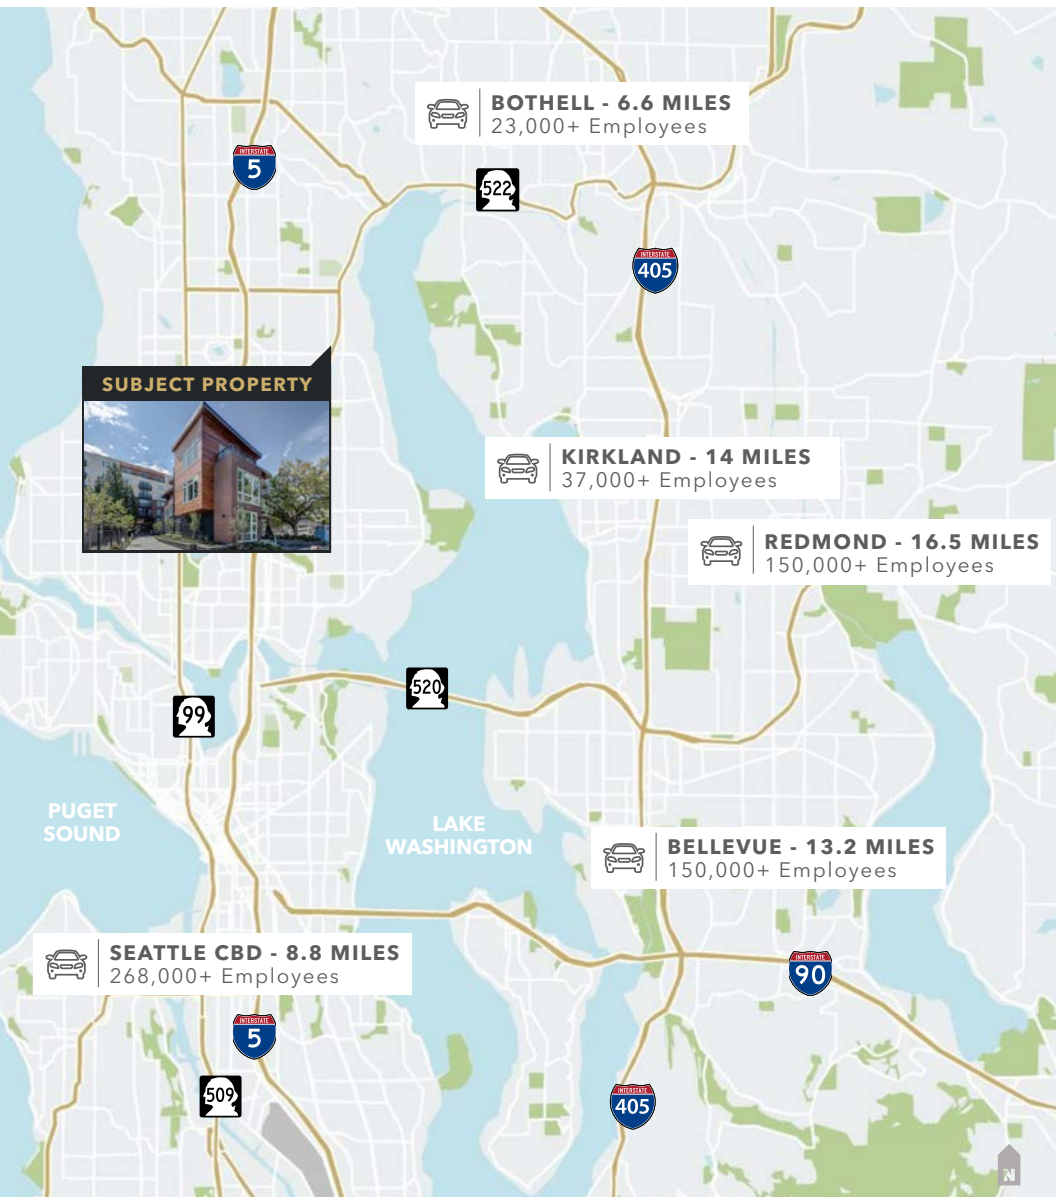 BOTHELL - 6.6 MILES
23,000+ Employees
INTERSTATE
5
522
INTERSTATE
405
SUBJECT PROPERTY
KIRKLAND - 14 MILES
37,000+ Employees
REDMOND - 16.5 MILES
150,000+ Employees
520
99
PUGET
SOUND
LAKE
WASHINGTON
BELLEVUE - 13.2 MILES
150,000+ Employees
SEATTLE CBD - 8.8 MILES
268,000+ Employees
INTERSTATE
90
INTERSTATE
5
509
INTERSTATE
405
N